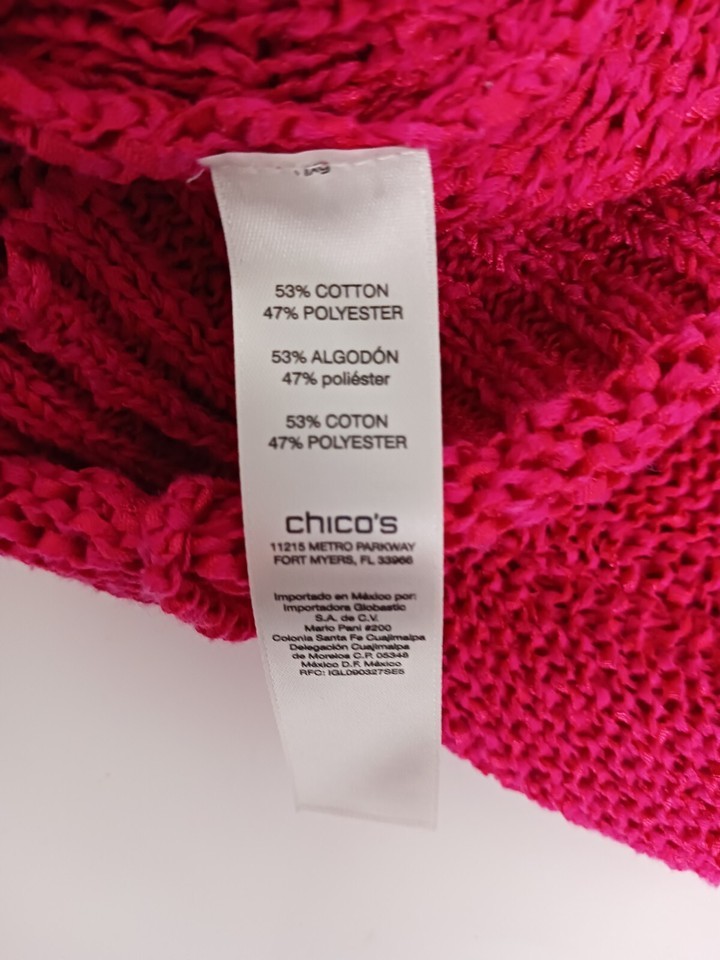 53% COTTON
47% POLYESTER
53% ALGODÓN
47% poliéster
53% COTON
47% POLYESTER
chico's
11215 METRO PARKWAY
FORT MYERS, FL 33966
Importado en México por:
Importadora Globastic
S.A. de C.V.
Mario Pani #200
Colonia Santa Fe Cuajimalpa
Delegación Cuajimalpa
de Morelos C.P. 05348
México D.F. México
RFC: IGL090327SE5